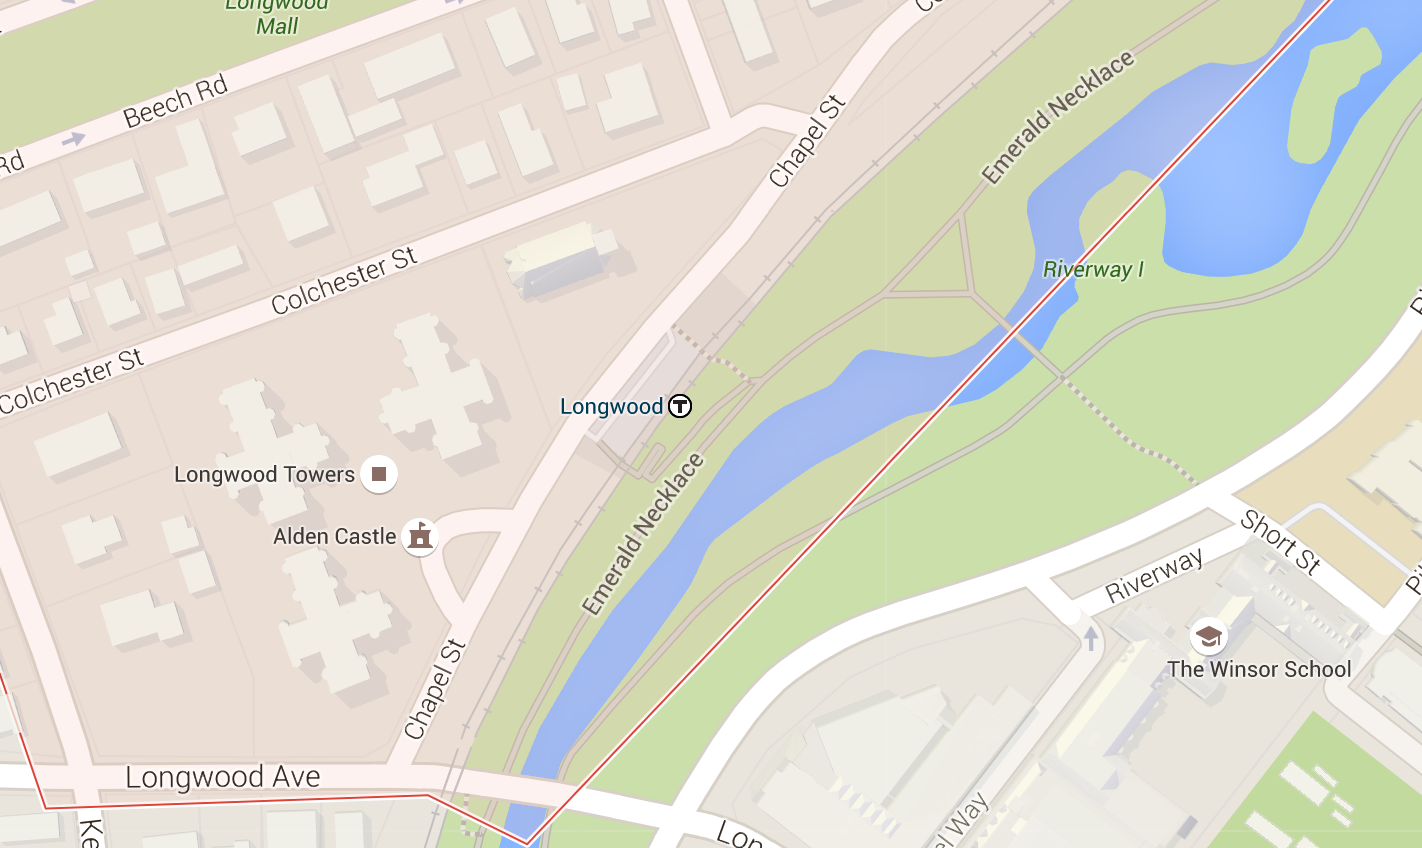 Longwood
Mall
Beech Rd
Rd
Chapel St
Emerald Necklace
Colchester St
Riverway I
Colchester St
Longwood
Longwood Towers
Alden Castle
Emerald Necklace
Short St
Riverway
The Winsor School
Chapel St
Longwood Ave